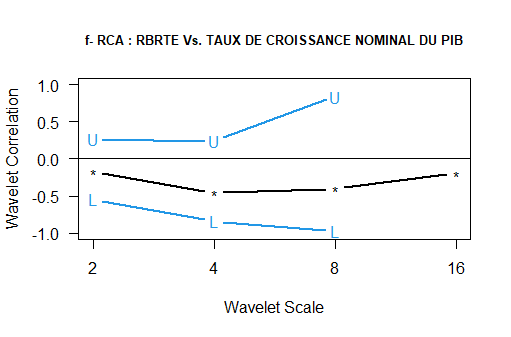 f- RCA : RBRTE Vs. TAUX DE CROISSANCE NOMINAL DU PIB
Wavelet Correlation
1.0
0.5
0.0
-0.5
-1.0
U
U
U
*
*
*
*
L
L
L
2
4
8
16
Wavelet Scale